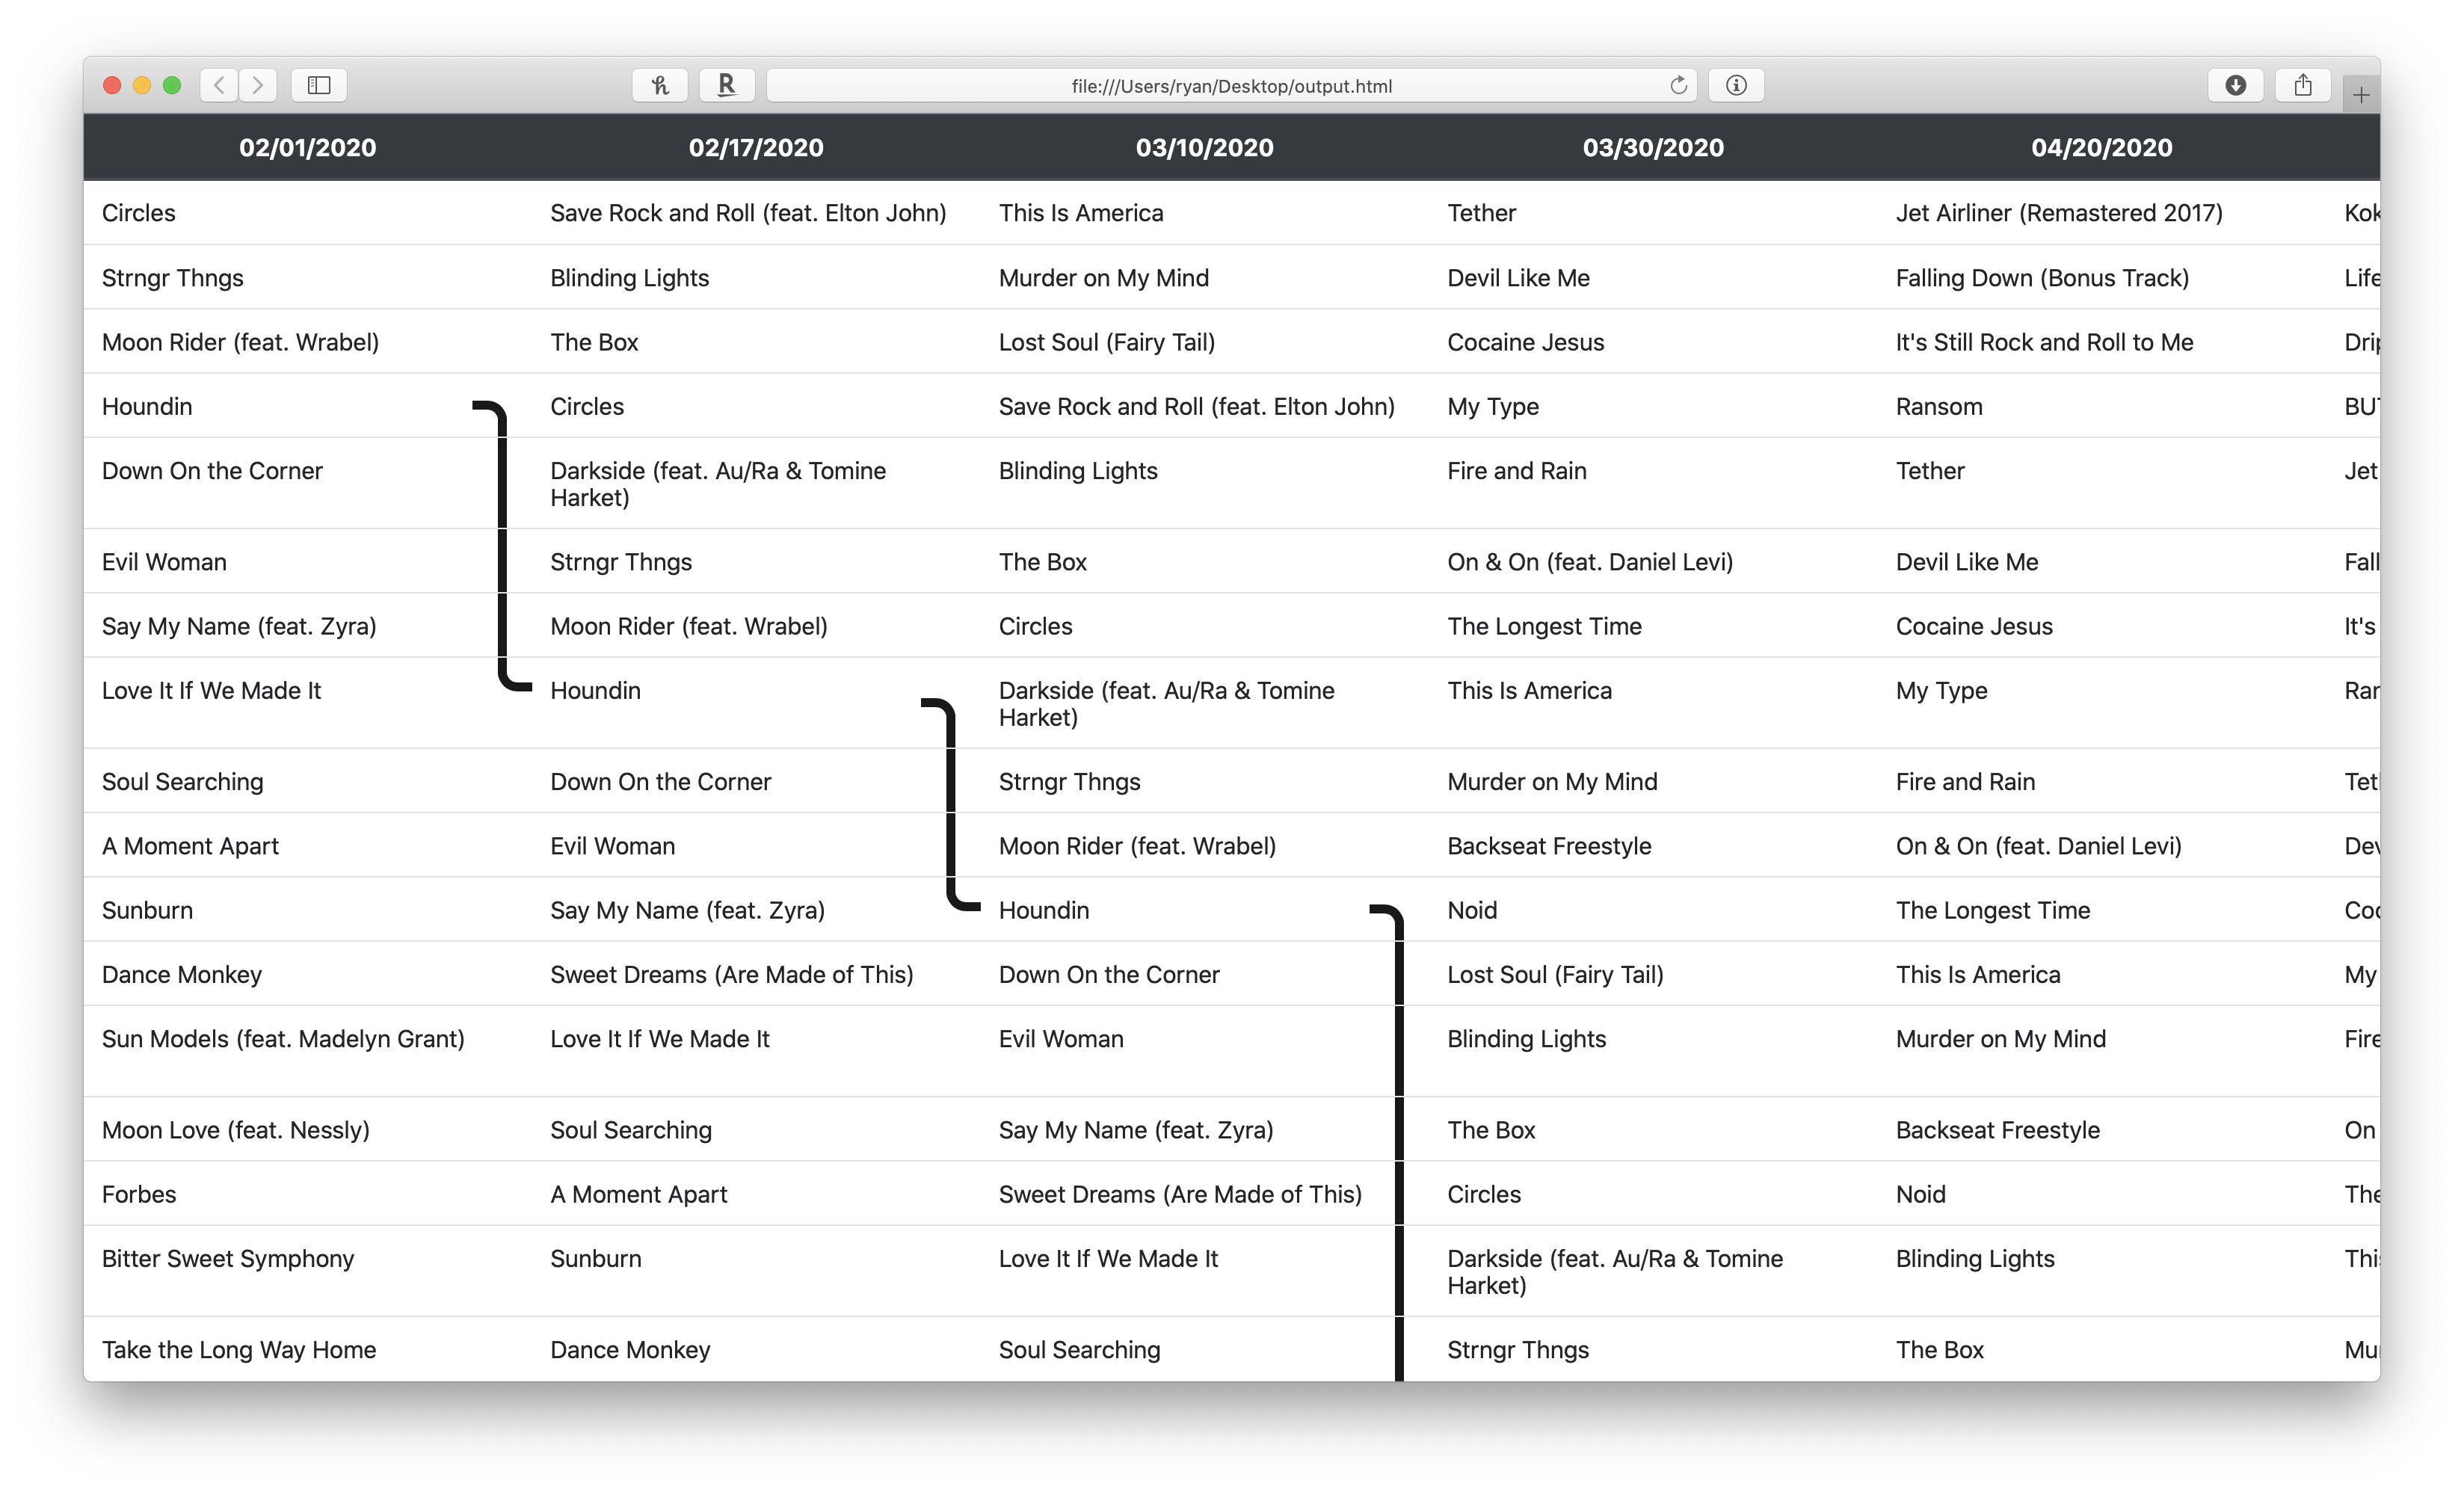 file:///Users/ryan/Desktop/output.html
02/01/2020 02/17/2020 03/10/2020 03/30/2020 04/20/2020
Circles Save Rock and Roll (feat. Elton John) This Is America Tether Jet Airliner (Remastered 2017) Kok
Strngr Thngs Blinding Lights Murder on My Mind Devil Like Me Falling Down (Bonus Track) Life
Moon Rider (feat. Wrabel) The Box Lost Soul (Fairy Tail) Cocaine Jesus It's Still Rock and Roll to Me Drip
Houndin Circles Save Rock and Roll (feat. Elton John) My Type Ransom BUT
Down On the Corner Darkside (feat. Au/Ra & Tomine Blinding Lights Fire and Rain Tether Jet
Harket)
Evil Woman Strngr Thngs The Box On & On (feat. Daniel Levi) Devil Like Me Fall
Say My Name (feat. Zyra) Moon Rider (feat. Wrabel) Circles The Longest Time Cocaine Jesus It's
Love It If We Made It Houndin Darkside (feat. Au/Ra & Tomine This Is America My Type Ran
Harket)
Soul Searching Down On the Corner Strngr Thngs Murder on My Mind Fire and Rain Teth
A Moment Apart Evil Woman Moon Rider (feat. Wrabel) Backseat Freestyle On & On (feat. Daniel Levi) Dev
Sunburn Say My Name (feat. Zyra) Houndin Noid The Longest Time Coc
Dance Monkey Sweet Dreams (Are Made of This) Down On the Corner Lost Soul (Fairy Tail) This Is America My
Sun Models (feat. Madelyn Grant) Love It If We Made It Evil Woman Blinding Lights Murder on My Mind Fire
Moon Love (feat. Nessly) Soul Searching Say My Name (feat. Zyra) The Box Backseat Freestyle On
Forbes A Moment Apart Sweet Dreams (Are Made of This) Circles Noid The
Bitter Sweet Symphony Sunburn Love It If We Made It Darkside (feat. Au/Ra & Tomine Blinding Lights This
Harket)
Take the Long Way Home Dance Monkey Soul Searching Strngr Thngs The Box Mur